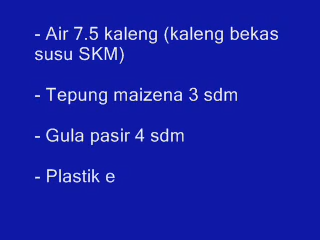 - Air 7.5 kaleng (kaleng bekas
susu SKM)
- Tepung maizena 3 sdm
- Gula pasir 4 sdm
- Plastik e